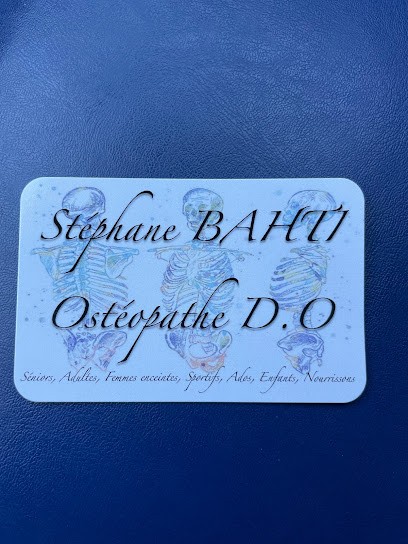 Stéphane BAHTI
Ostéopathe D.O
Séniors, Adultes, Femmes enceintes, Sportifs, Ados, Enfants, Nourrissons